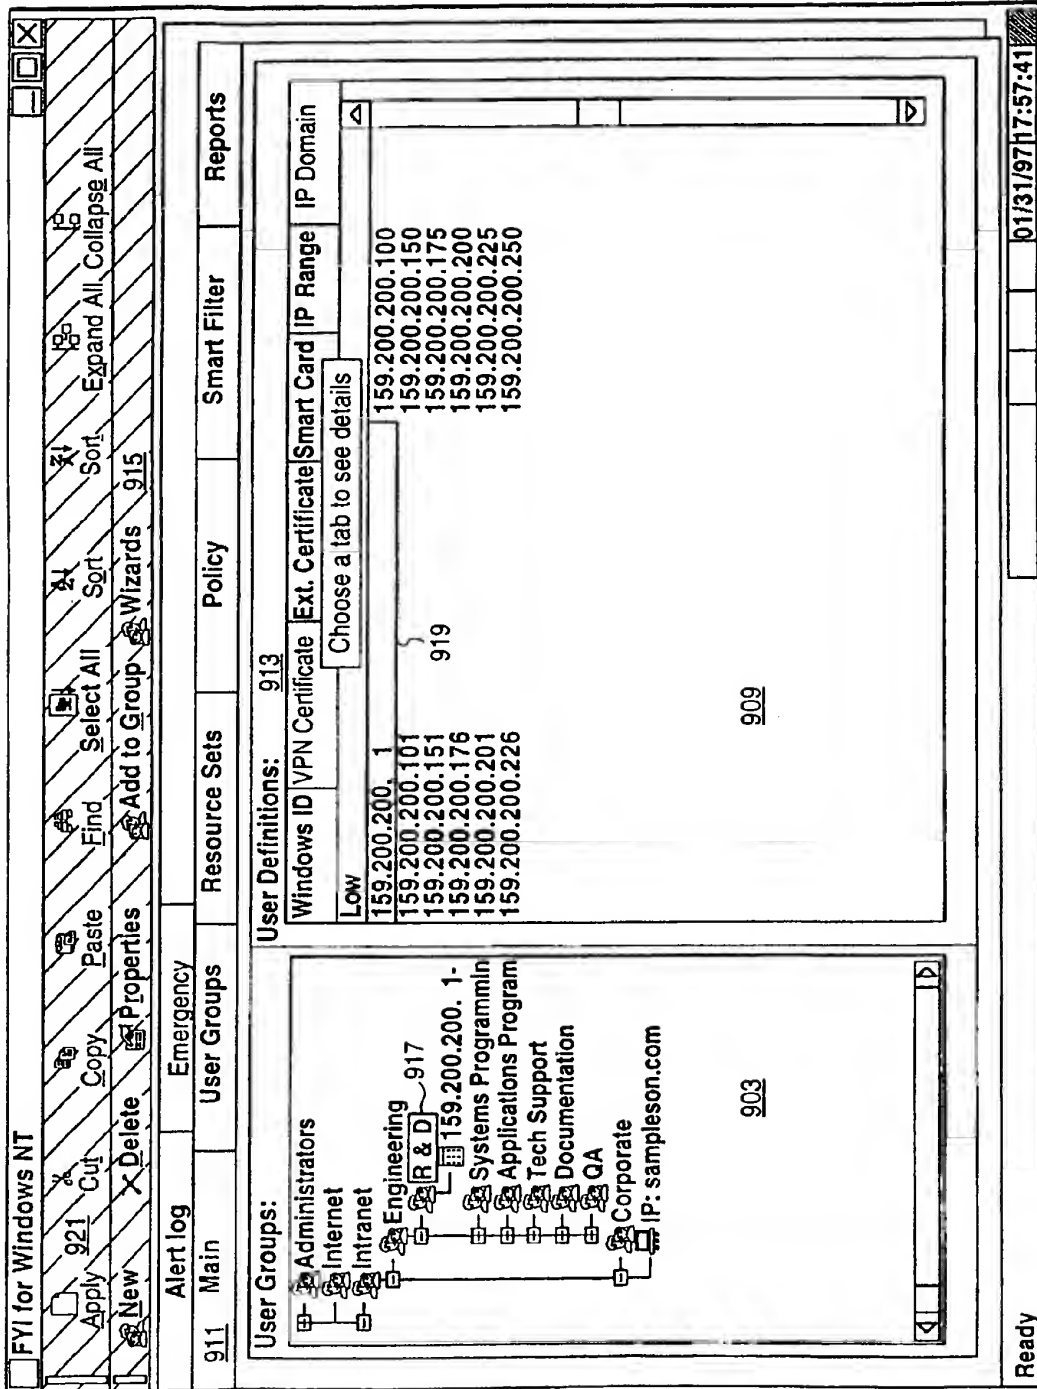 FYI for Windows NT
Apply 921 Cut Copy Paste Find Select All Sort Sort Expand All Collapse All
New Delete Properties Add to Group Wizards 915
Alert log Emergency
911 Main User Groups Resource Sets Policy Smart Filter Reports
User Groups:
Administrators
Internet
Intranet
Engineering
R & D 917
159.200.200. 1-
Systems Programmin
Applications Program
Tech Support
Documentation
QA
Corporate
IP: sampleson.com
903
User Definitions: 913
Windows ID VPN Certificate Ext. Certificate Smart Card IP Range IP Domain
Choose a tab to see details
Low
159.200.200. 1 159.200.200.100
159.200.200.101 159.200.200.150
159.200.200.151 159.200.200.175
159.200.200.176 159.200.200.200
159.200.200.201 159.200.200.225
159.200.200.226 159.200.200.250
919
909
Ready 01/31/97 17:57:41